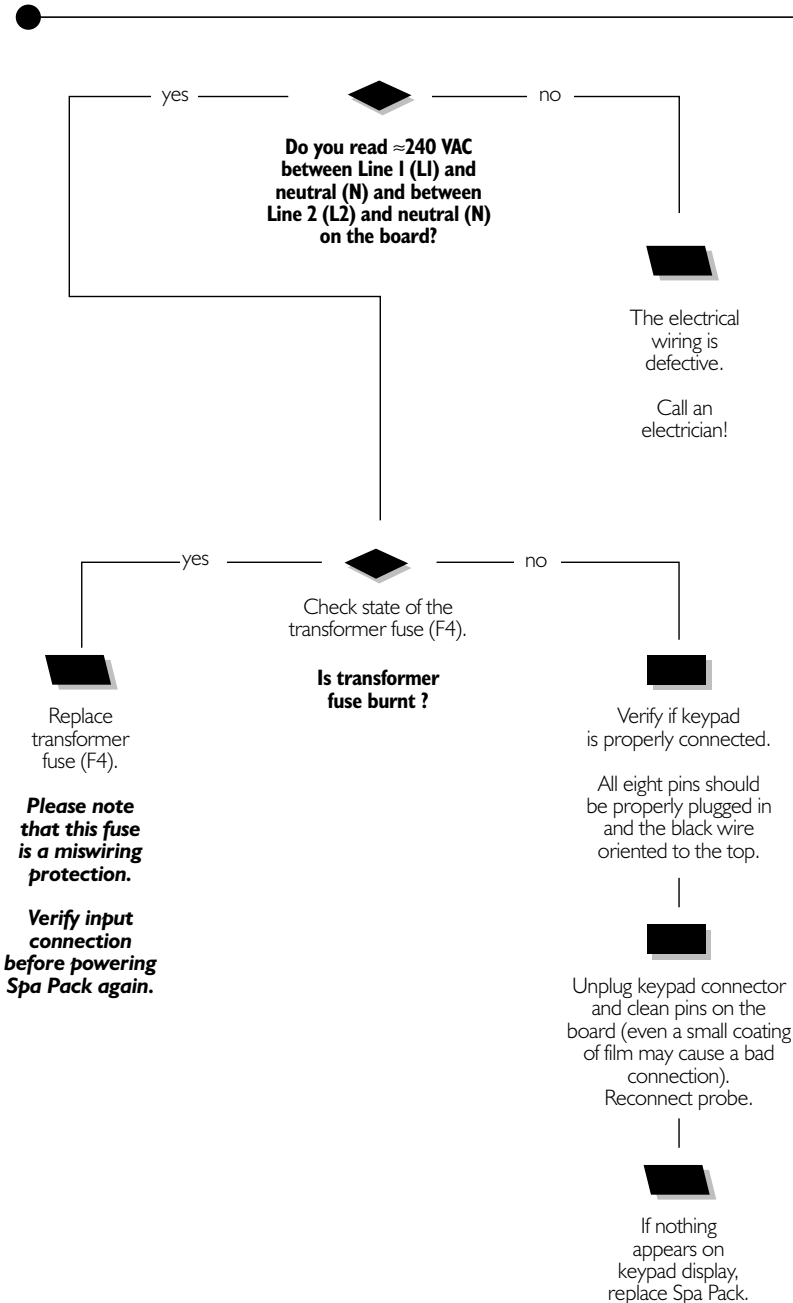 yes
no
Do you read ≈240 VAC
between Line 1 (L1) and
neutral (N) and between
Line 2 (L2) and neutral (N)
on the board?
The electrical
wiring is
defective.
Call an
electrician!
yes
no
Check state of the
transformer fuse (F4).
Is transformer
fuse burnt ?
Replace
transformer
fuse (F4).
Please note
that this fuse
is a miswiring
protection.
Verify input
connection
before powering
Spa Pack again.
Verify if keypad
is properly connected.
All eight pins should
be properly plugged in
and the black wire
oriented to the top.
Unplug keypad connector
and clean pins on the
board (even a small coating
of film may cause a bad
connection).
Reconnect probe.
If nothing
appears on
keypad display,
replace Spa Pack.